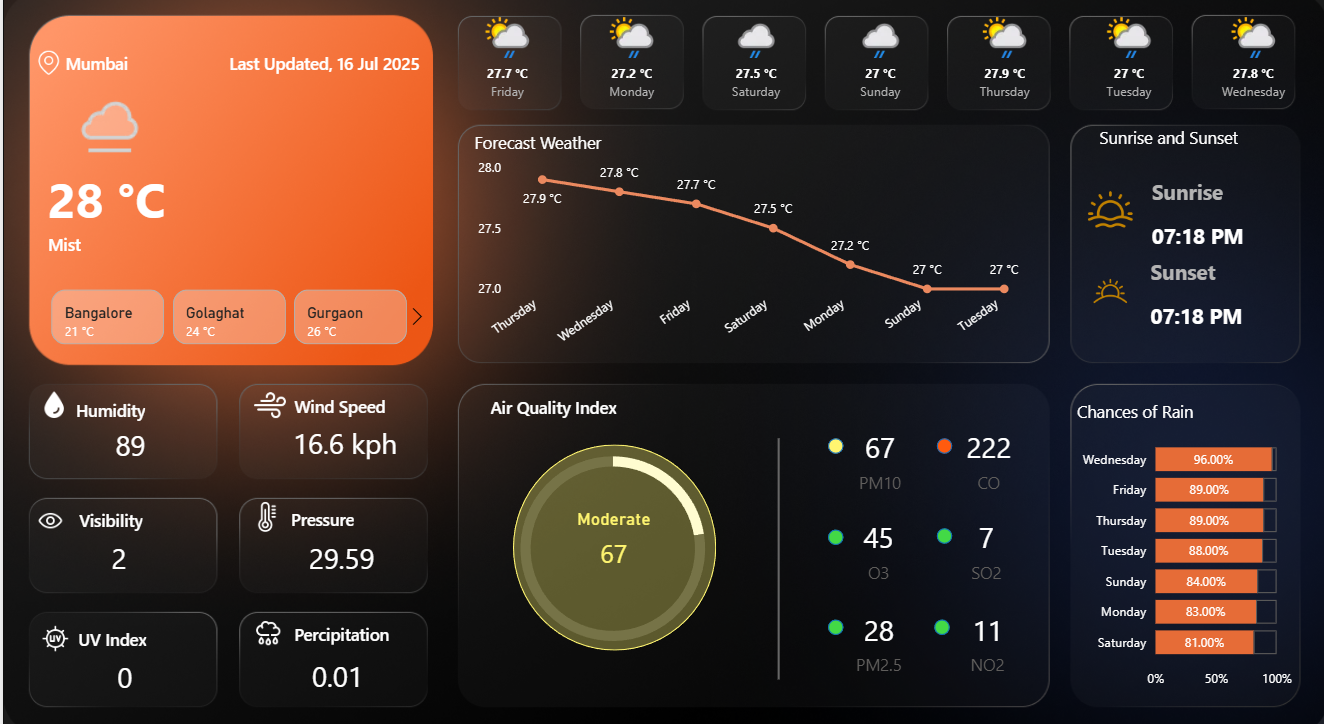 Mumbai
Last Updated, 16 Jul 2025
28 °C
Mist
Bangalore
21 °C
Golaghat
24 °C
Gurgaon
26 °C
27.7 °C
Friday
27.2 °C
Monday
27.5 °C
Saturday
27 °C
Sunday
27.9 °C
Thursday
27 °C
Tuesday
27.8 °C
Wednesday
Forecast Weather
28.0
27.5
27.0
27.9 °C
27.8 °C
27.7 °C
27.5 °C
27.2 °C
27 °C
27 °C
Thursday
Wednesday
Friday
Saturday
Monday
Sunday
Tuesday
Sunrise and Sunset
Sunrise
07:18 PM
Sunset
07:18 PM
Humidity
89
Wind Speed
16.6 kph
Visibility
2
Pressure
29.59
UV
UV Index
0
Percipitation
0.01
Air Quality Index
Moderate
67
67
PM10
222
CO
45
O3
7
SO2
28
PM2.5
11
NO2
Chances of Rain
Wednesday 96.00%
Friday 89.00%
Thursday 89.00%
Tuesday 88.00%
Sunday 84.00%
Monday 83.00%
Saturday 81.00%
0% 50% 100%